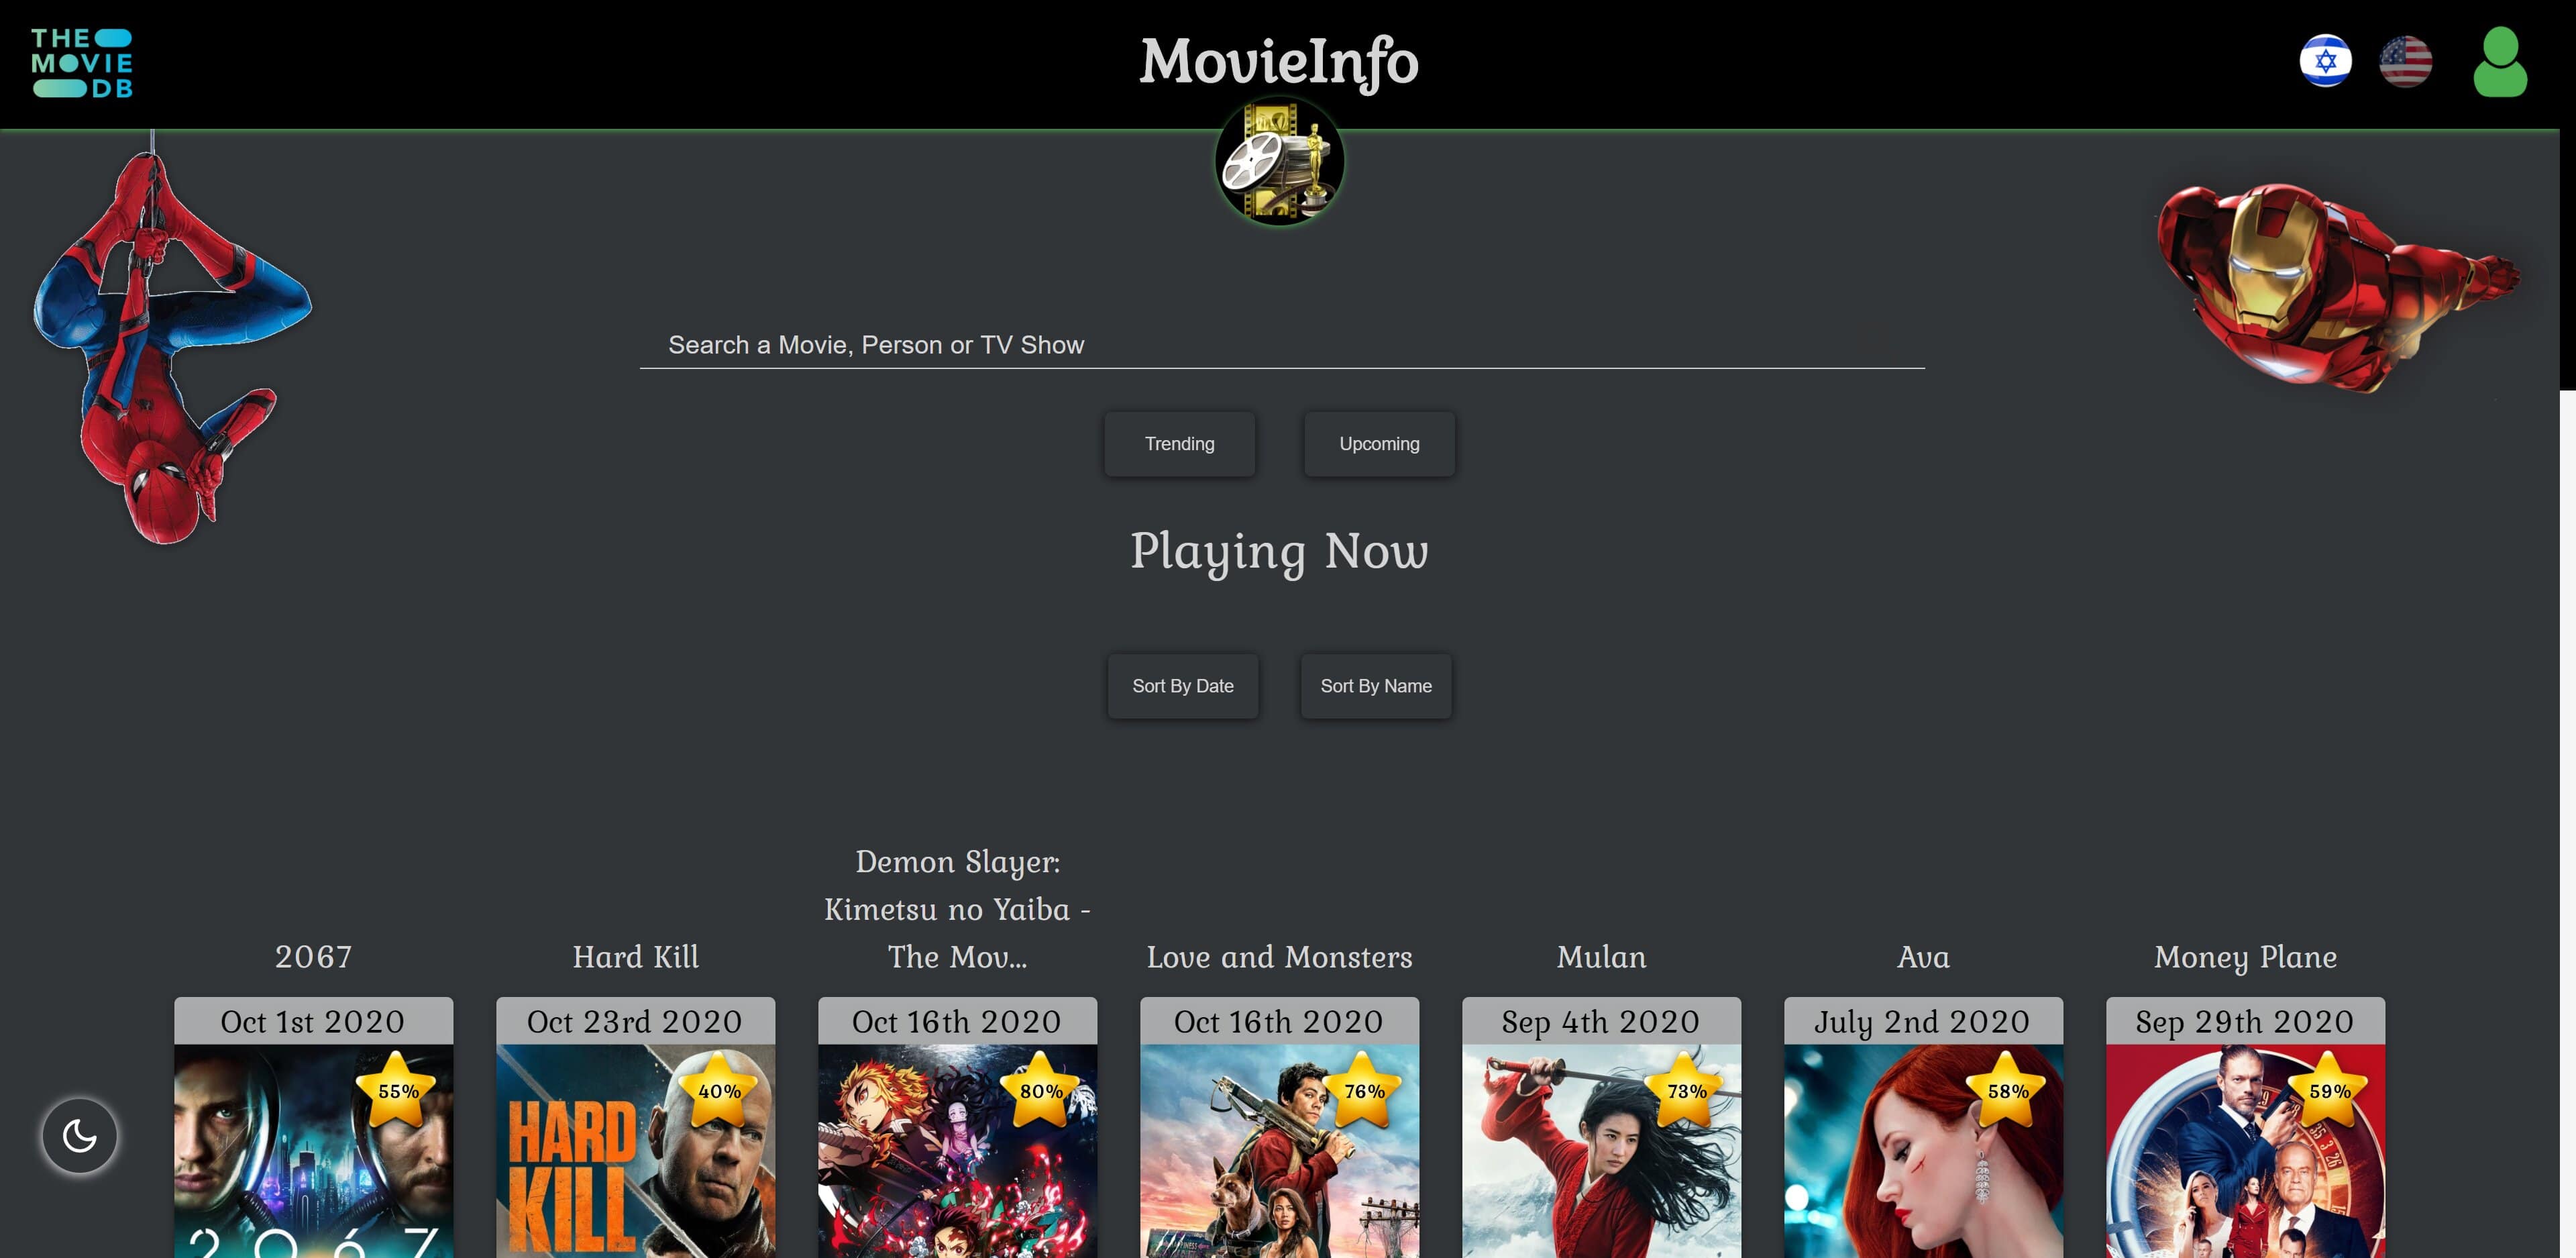 THE
MOVIE
DB
MovieInfo
Search a Movie, Person or TV Show
Trending
Upcoming
Playing Now
Sort By Date
Sort By Name
2067
Hard Kill
Demon Slayer:
Kimetsu no Yaiba -
The Mov...
Love and Monsters
Mulan
Ava
Money Plane
Oct 1st 2020
Oct 23rd 2020
Oct 16th 2020
Oct 16th 2020
Sep 4th 2020
July 2nd 2020
Sep 29th 2020
55%
40%
80%
76%
73%
58%
59%
2067
HARD
KILL